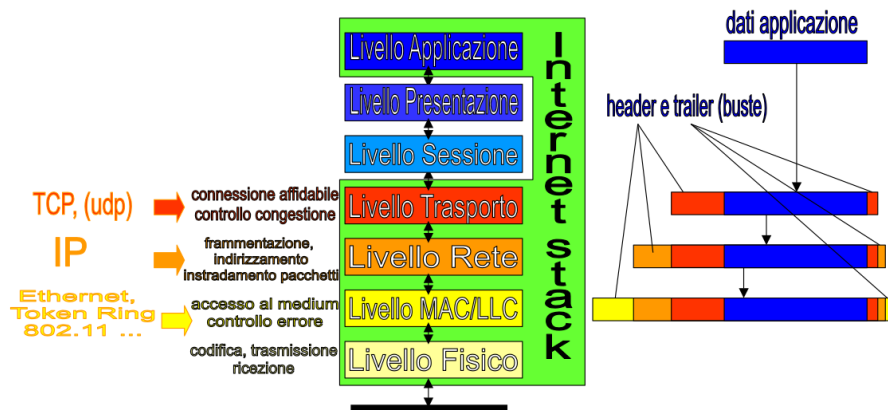 TCP, (udp)
IP
Ethernet,
Token Ring
802.11 ...
connessione affidabile
controllo congestione
frammentazione,
indirizzamento
instradamento pacchetti
accesso al medium
controllo errore
codifica, trasmissione
ricezione
Livello Applicazione
Livello Presentazione
Livello Sessione
Livello Trasporto
Livello Rete
Livello MAC/LLC
Livello Fisico
Internet stack
dati applicazione
header e trailer (buste)